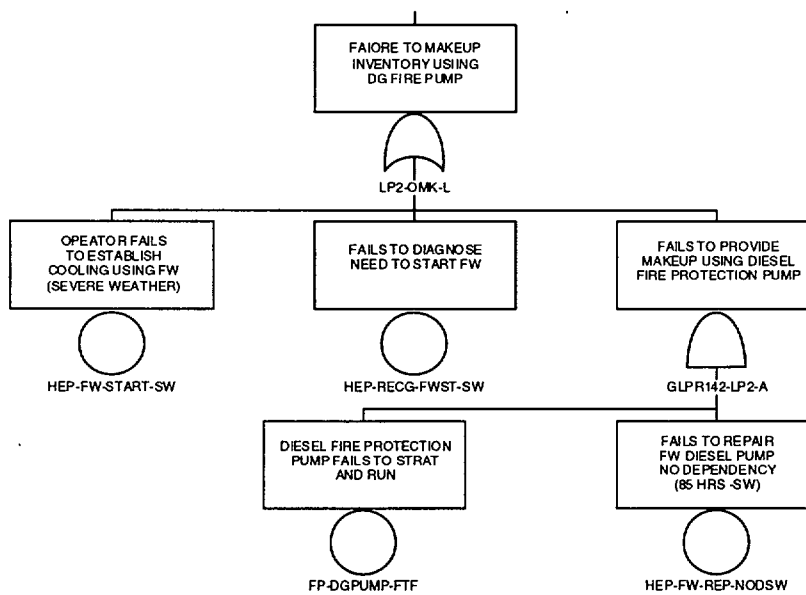 FAIORE TO MAKEUP
INVENTORY USIING
DG FIRE PUMP
LP2-OMK-L
OPEATOR FAILS
TO ESTABLISH
COOLING USING FW
(SEVERE WEATHER)
HEP-FW-START-SW
FAILS TO DIAGNOSE
NEED TO START FW
HEP-RECG-FWST-SW
FAILS TO PROVIDE
MAKEUP USING DIESEL
FIRE PROTECTION PUMP
GLPR142-LP2-A
DIESEL FIRE PROTECTION
PUMP FAILS TO STRAT
AND RUN
FP-DGPUMP-FTF
FAILS TO REPAIR
FW DIESEL PUMP
NO DEPENDENCY
(85 HRS -SW)
HEP-FW-REP-NODSW